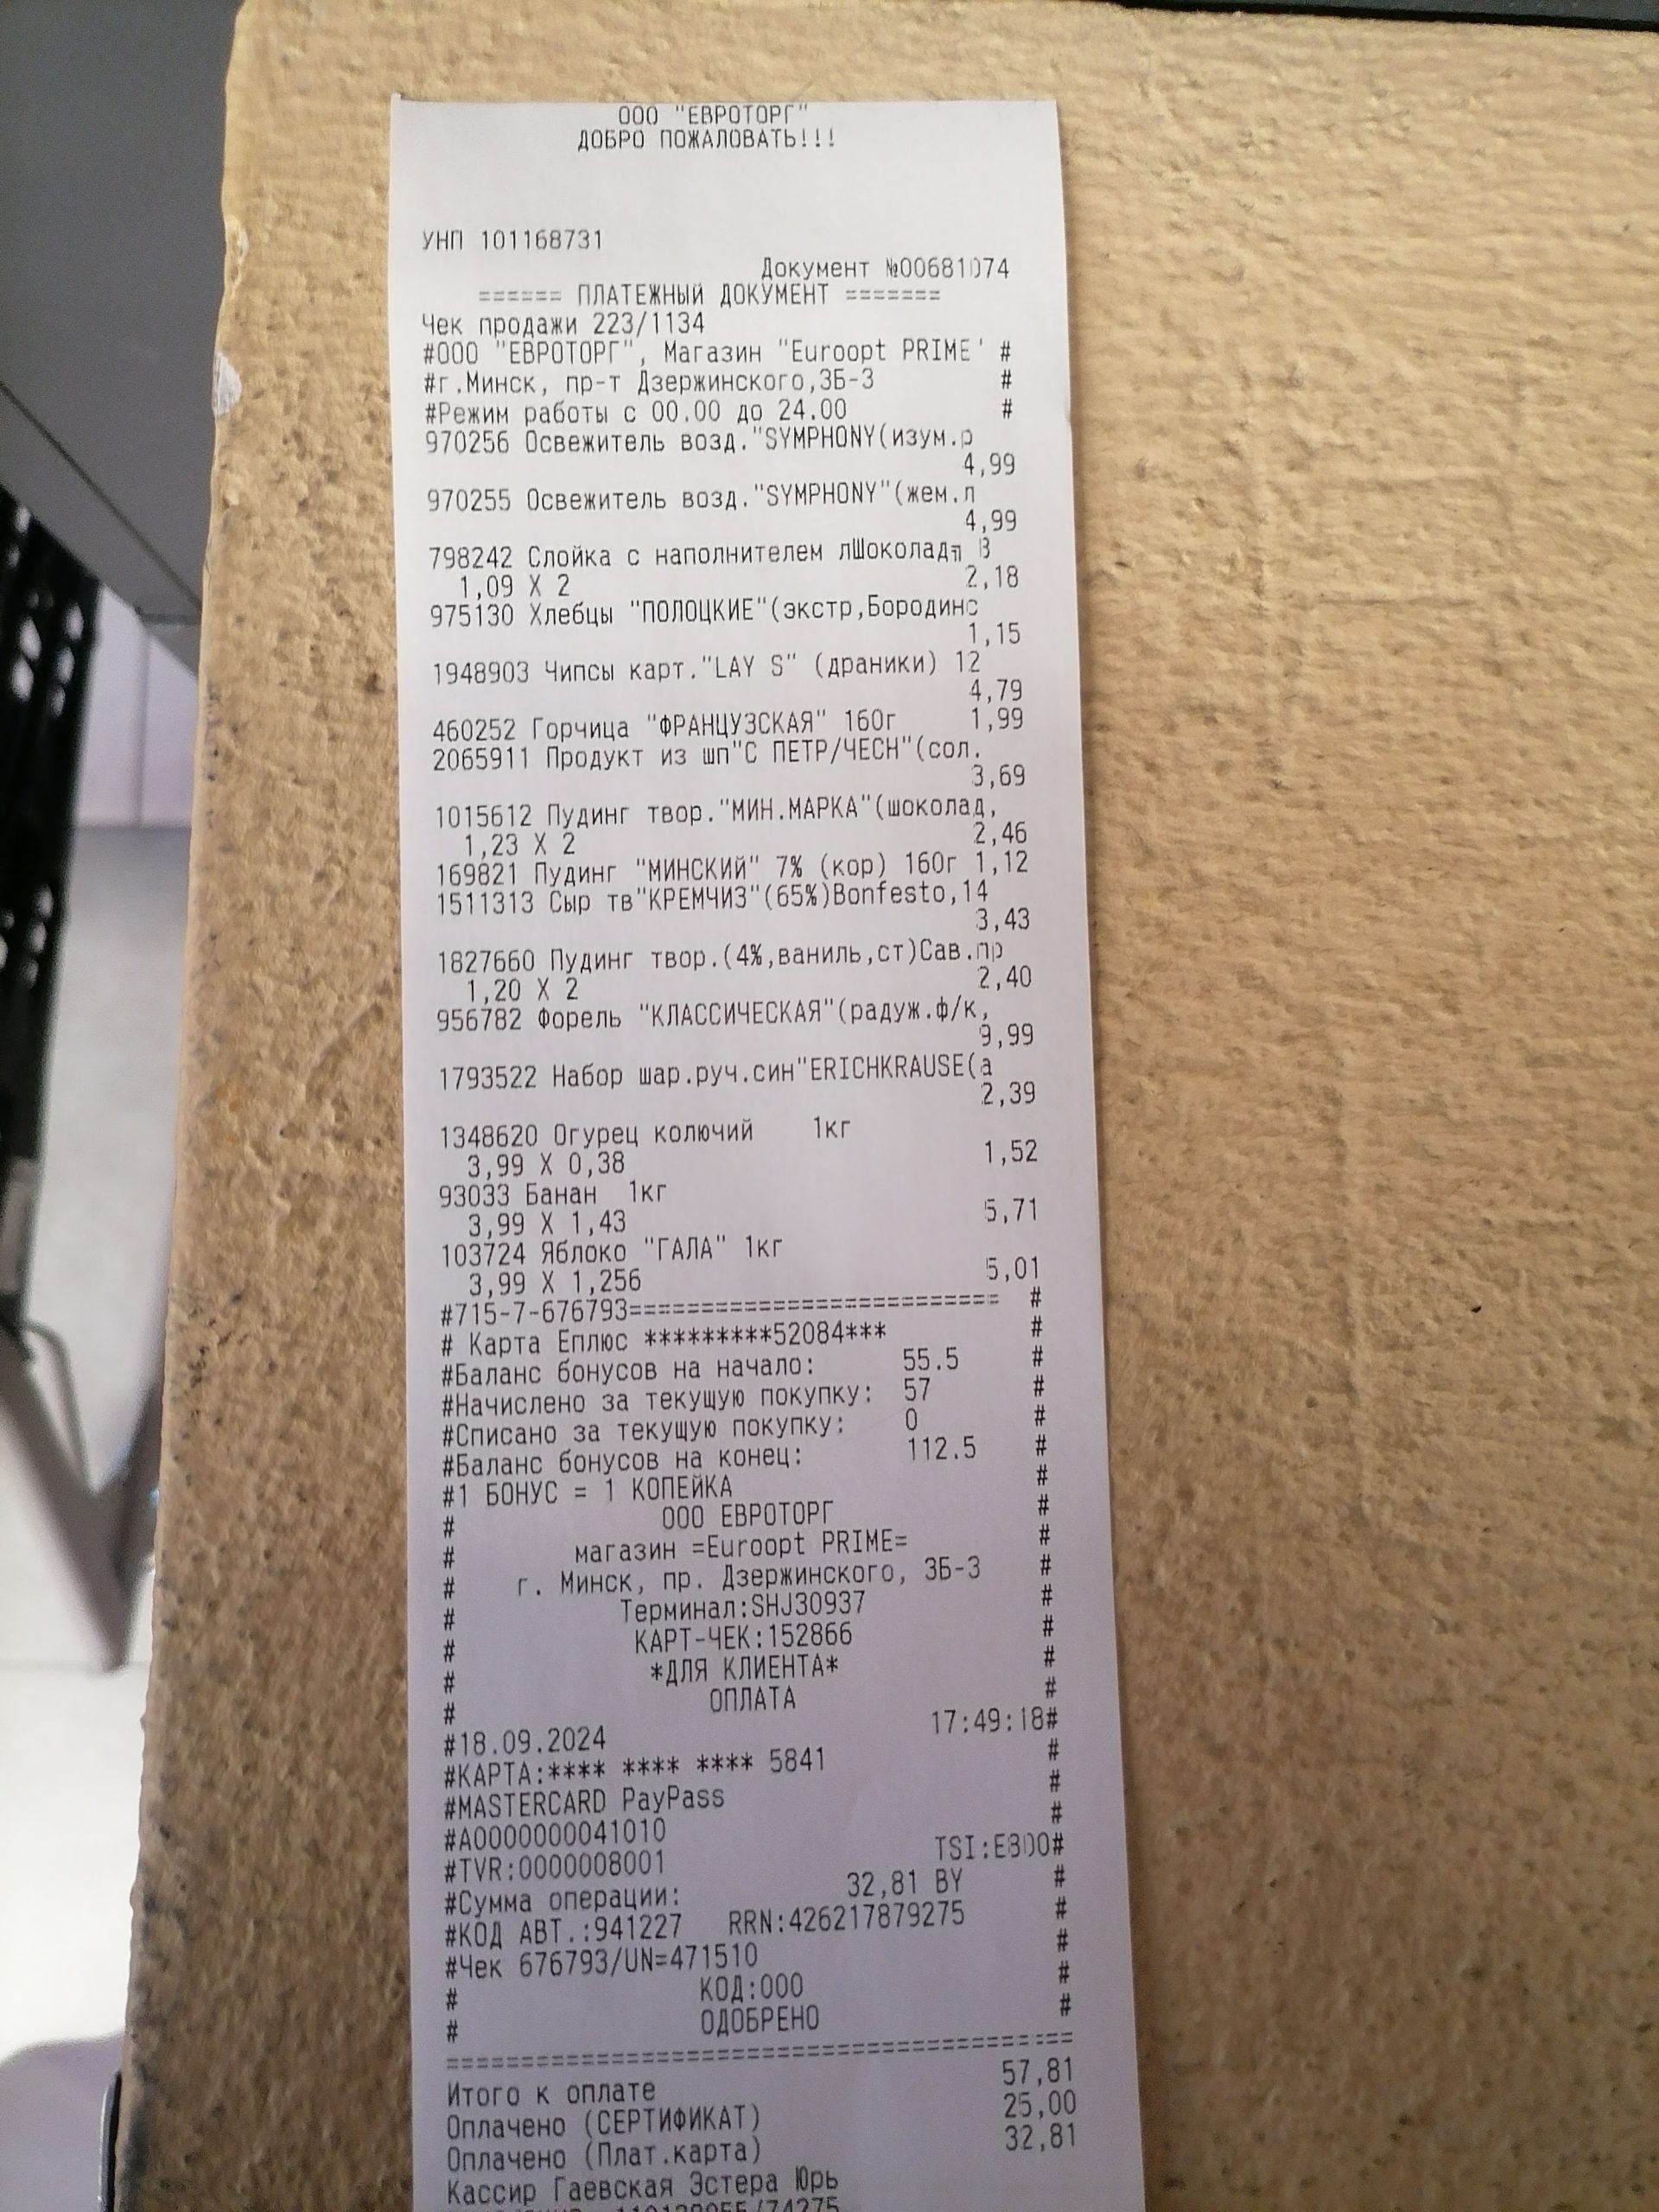 ООО "ЕВРОТОРГ"
ДОБРО ПОЖАЛОВАТЬ!!!
УНП 101168731
Документ №00681074
====== ПЛАТЕЖНЫЙ ДОКУМЕНТ =======
Чек продажи 223/1134
#ООО "ЕВРОТОРГ", Магазин "Euroopt PRIME" #
#г.Минск, пр-т Дзержинского,3Б-3 #
#Режим работы с 00.00 до 24.00 #
970256 Освежитель возд."SYMPHONY(изум.р
4,99
970255 Освежитель возд."SYMPHONY"(жем.л
4,99
798242 Слойка с наполнителем лШоколад¬ В
1,09 X 2 2,18
975130 Хлебцы "ПОЛОЦКИЕ"(экстр,Бородинс
1,15
1948903 Чипсы карт."LAY S" (драники) 12
4,79
460252 Горчица "ФРАНЦУЗСКАЯ" 160г 1,99
2065911 Продукт из шп"С ПЕТР/ЧЕСН"(сол.
3,69
1015612 Пудинг твор."МИН.МАРКА"(шоколад,
1,23 X 2 2,46
169821 Пудинг "МИНСКИЙ" 7% (кор) 160г 1,12
1511313 Сыр тв"КРЕМЧИЗ"(65%)Bonfesto,14
3,43
1827660 Пудинг твор.(4%,ваниль,ст)Сав.пр
1,20 X 2 2,40
956782 Форель "КЛАССИЧЕСКАЯ"(радуж.ф/к,
9,99
1793522 Набор шар.руч.син"ERICHKRAUSE(а
2,39
1348620 Огурец колючий 1кг
3,99 X 0,38 1,52
93033 Банан 1кг
3,99 X 1,43 5,71
103724 Яблоко "ГАЛА" 1кг
3,99 X 1,256 5,01
#715-7-676793========================== #
# Карта Еплюс *********52084*** #
#Баланс бонусов на начало: 55.5 #
#Начислено за текущую покупку: 57 #
#Списано за текущую покупку: 0 #
#Баланс бонусов на конец: 112.5 #
#1 БОНУС = 1 КОПЕЙКА #
# ООО ЕВРОТОРГ #
# магазин =Euroopt PRIME= #
# г. Минск, пр. Дзержинского, 3Б-3 #
# Терминал:SHJ30937 #
# КАРТ-ЧЕК:152866 #
# *ДЛЯ КЛИЕНТА* #
# ОПЛАТА #
#18.09.2024 17:49:18#
#КАРТА:**** **** **** 5841 #
#MASTERCARD PayPass #
#A0000000041010 #
#TVR:0000008001 TSI:E800#
#Сумма операции: 32,81 BY #
#КОД АВТ.:941227 RRN:426217879275 #
#Чек 676793/UN=471510 #
# КОД:000 #
# ОДОБРЕНО #
=========================================
Итого к оплате 57,81
Оплачено (СЕРТИФИКАТ) 25,00
Оплачено (Плат.карта) 32,81
Кассир Гаевская Эстера Юрь